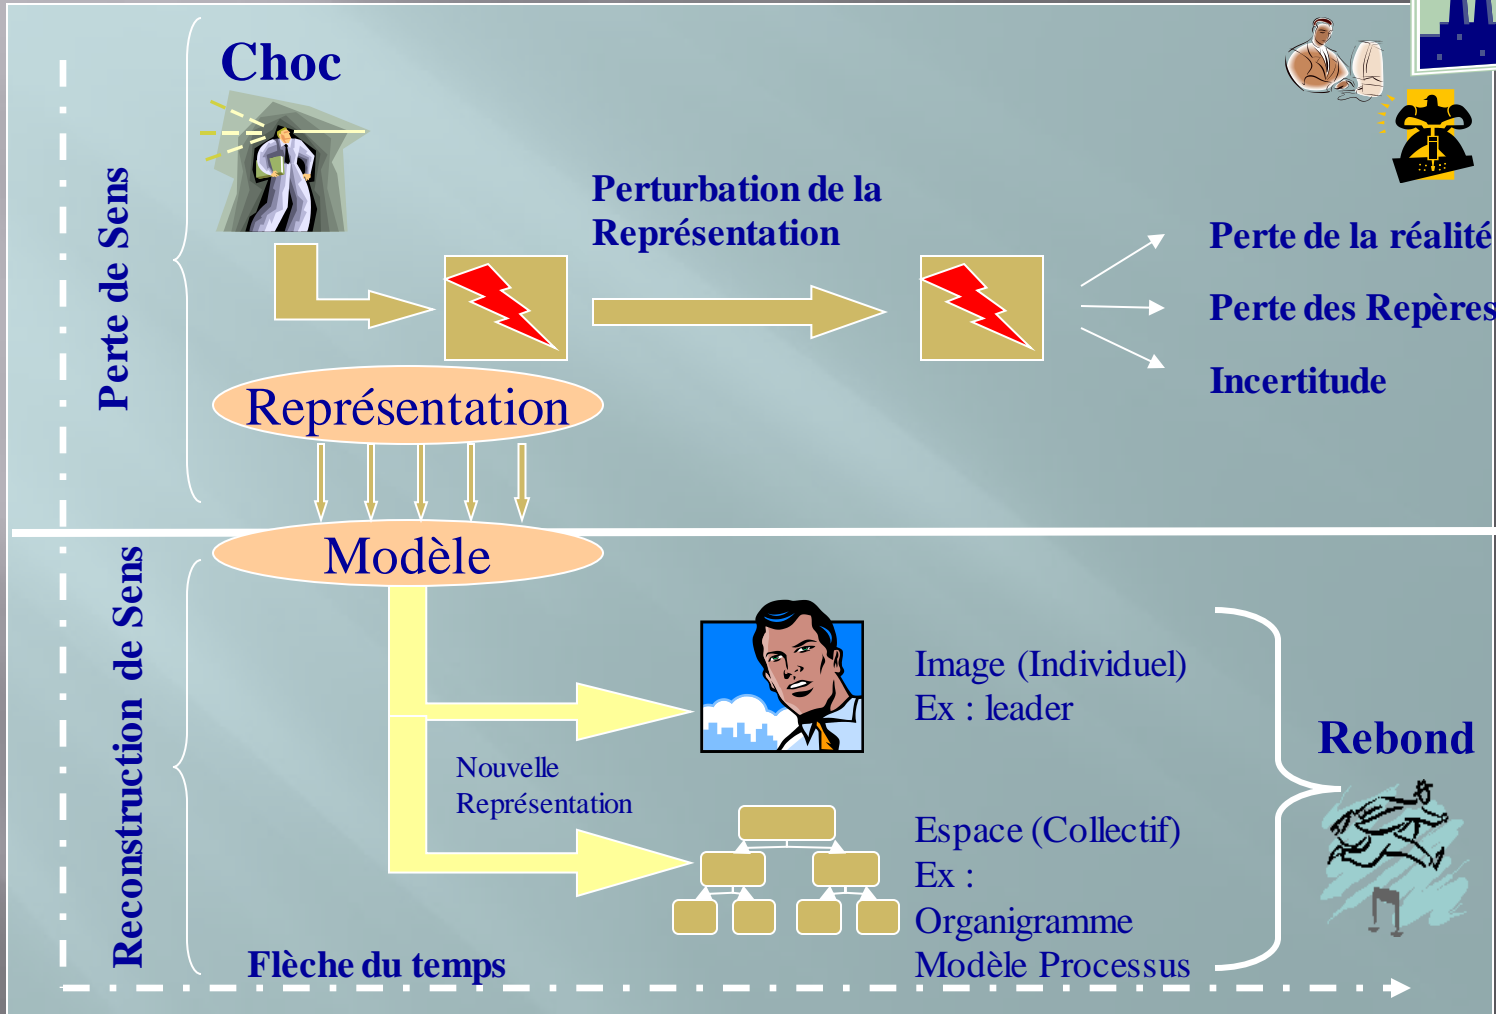 Choc
Perte de Sens
Perturbation de la
Représentation
Perte de la réalité
Perte des Repères
Incertitude
Représentation
Modèle
Reconstruction de Sens
Image (Individuel)
Ex : leader
Nouvelle
Représentation
Rebond
Espace (Collectif)
Ex :
Organigramme
Modèle Processus
Flèche du temps